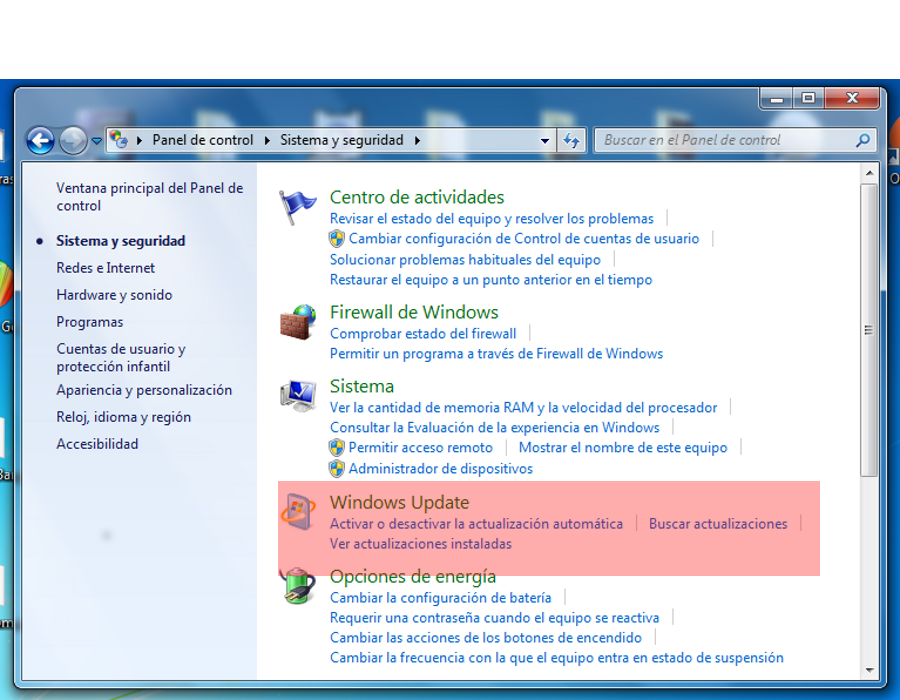 Panel de control
Sistema y seguridad
Buscar en el Panel de control
Ventana principal del Panel de
control
Sistema y seguridad
Redes e Internet
Hardware y sonido
Programas
Cuentas de usuario y
protección infantil
Apariencia y personalización
Reloj, idioma y región
Accesibilidad
Centro de actividades
Revisar el estado del equipo y resolver los problemas
Cambiar configuración de Control de cuentas de usuario
Solucionar problemas habituales del equipo
Restaurar el equipo a un punto anterior en el tiempo
Firewall de Windows
Comprobar estado del firewall
Permitir un programa a través de Firewall de Windows
Sistema
Ver la cantidad de memoria RAM y la velocidad del procesador
Consultar la Evaluación de la experiencia en Windows
Permitir acceso remoto Mostrar el nombre de este equipo
Administrador de dispositivos
Windows Update
Activar o desactivar la actualización automática Buscar actualizaciones
Ver actualizaciones instaladas
Opciones de energía
Cambiar la configuración de batería
Requerir una contraseña cuando el equipo se reactiva
Cambiar las acciones de los botones de encendido
Cambiar la frecuencia con la que el equipo entra en estado de suspensión